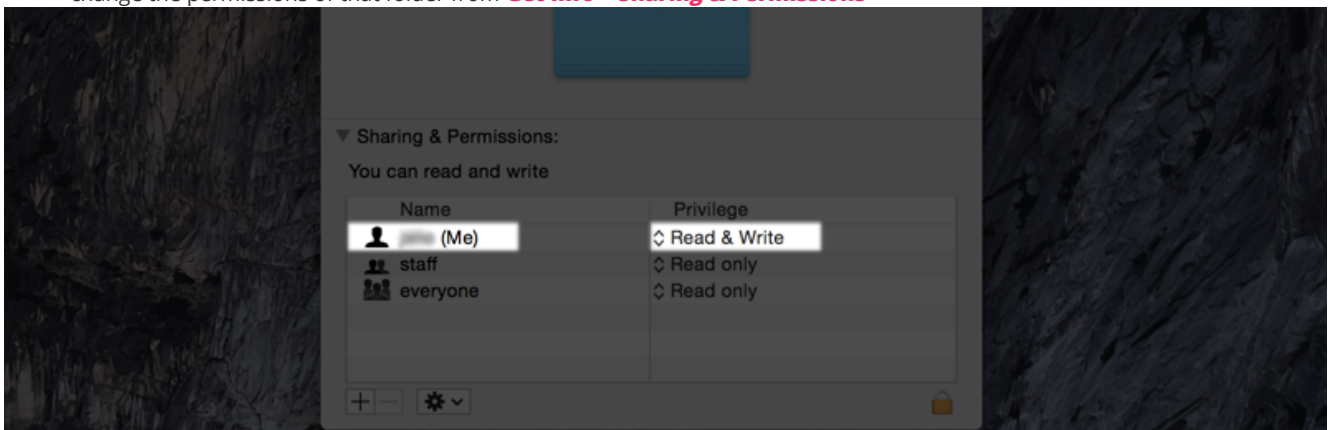 Sharing & Permissions:
You can read and write
Name Privilege
(Me) Read & Write
staff Read only
everyone Read only